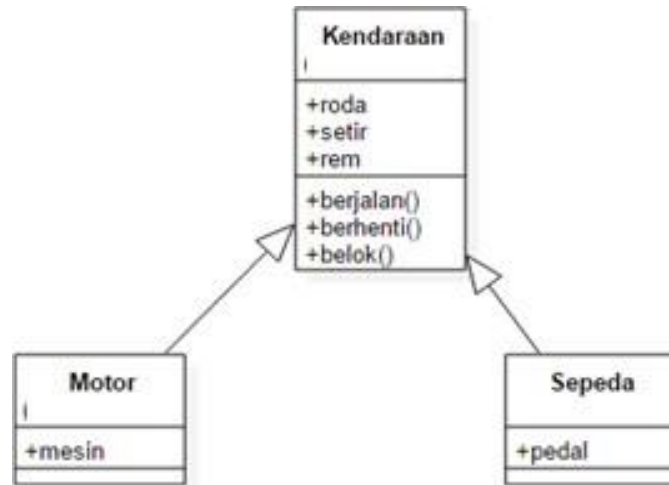 Kendaraan
+roda
+setir
+rem
+berjalan()
+berhenti()
+belok()
Motor
+mesin
Sepeda
+pedal